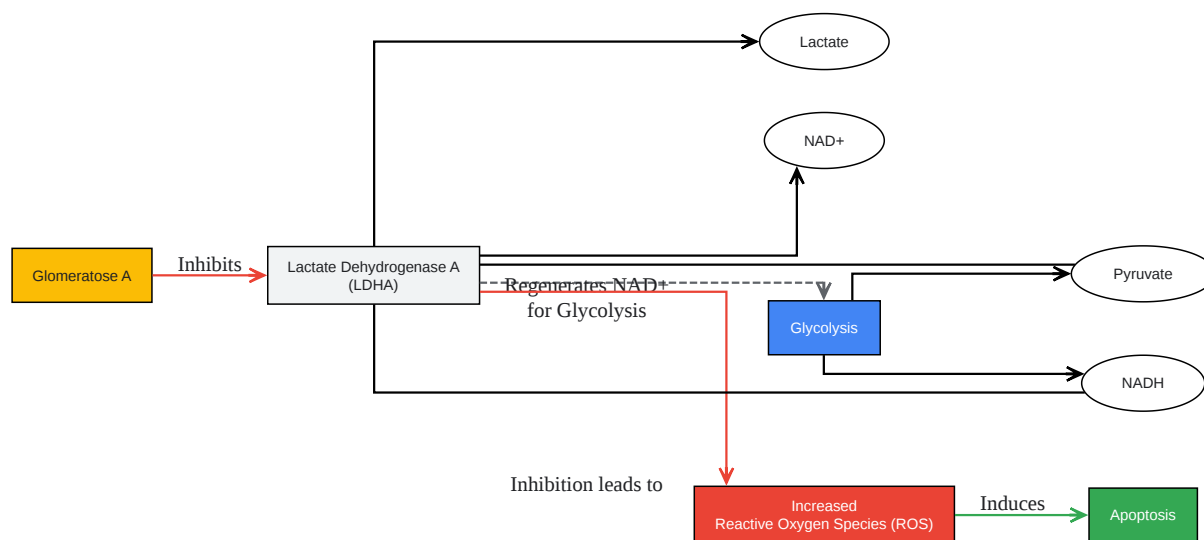 Lactate
NAD+
Glomeratose A
Inhibits
Lactate Dehydrogenase A
(LDHA)
Regenerates NAD+
for Glycolysis
Pyruvate
Glycolysis
NADH
Inhibition leads to
Increased
Reactive Oxygen Species (ROS)
Induces
Apoptosis